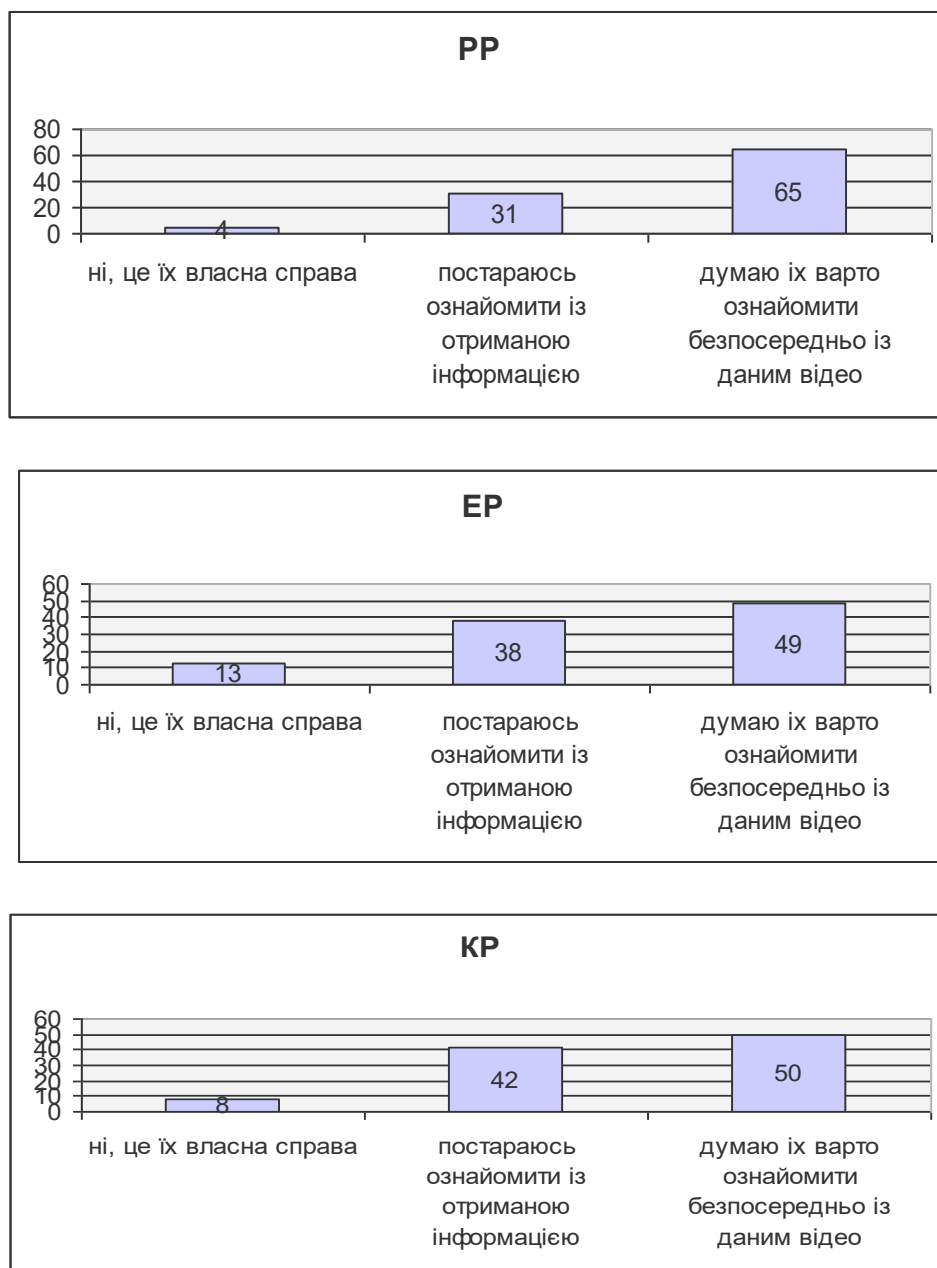 РР
80
60
40
20
0
4
31
65
ні, це їх власна справа
постараюсь
ознайомити із
отриманою
інформацією
думаю іх варто
ознайомити
безпосередньо із
даним відео
ЕР
60
50
40
30
20
10
0
13
38
49
ні, це їх власна справа
постараюсь
ознайомити із
отриманою
інформацією
думаю іх варто
ознайомити
безпосередньо із
даним відео
КР
60
50
40
30
20
10
0
8
42
50
ні, це їх власна справа
постараюсь
ознайомити із
отриманою
інформацією
думаю іх варто
ознайомити
безпосередньо із
даним відео